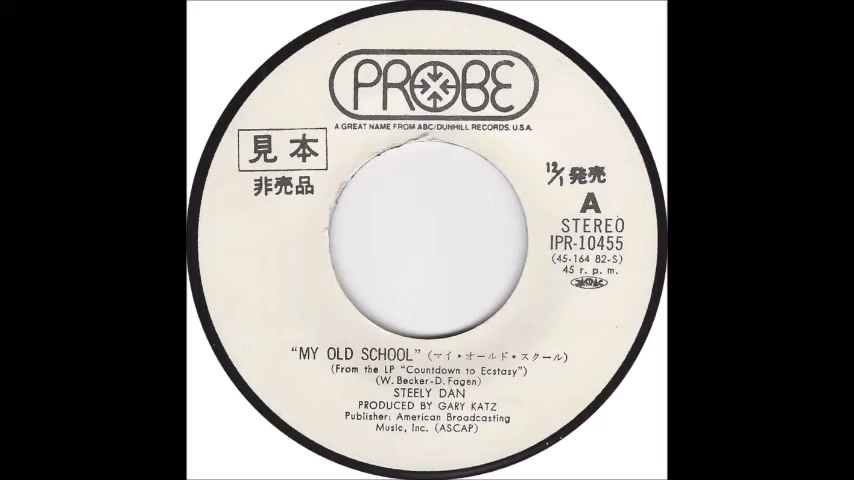 PROBE
A GREAT NAME FROM ABC/DUNHILL RECORDS, U.S.A.
見本
非売品
12/1 発売
A
STEREO
IPR-10455
(45-164 82-S)
45 r. p. m.
JASRAC
"MY OLD SCHOOL" (マイ・オールド・スクール)
(From the LP "Countdown to Ecstasy")
(W. Becker-D. Fagen)
STEELY DAN
PRODUCED BY GARY KATZ
Publisher: American Broadcasting
Music, Inc. (ASCAP)